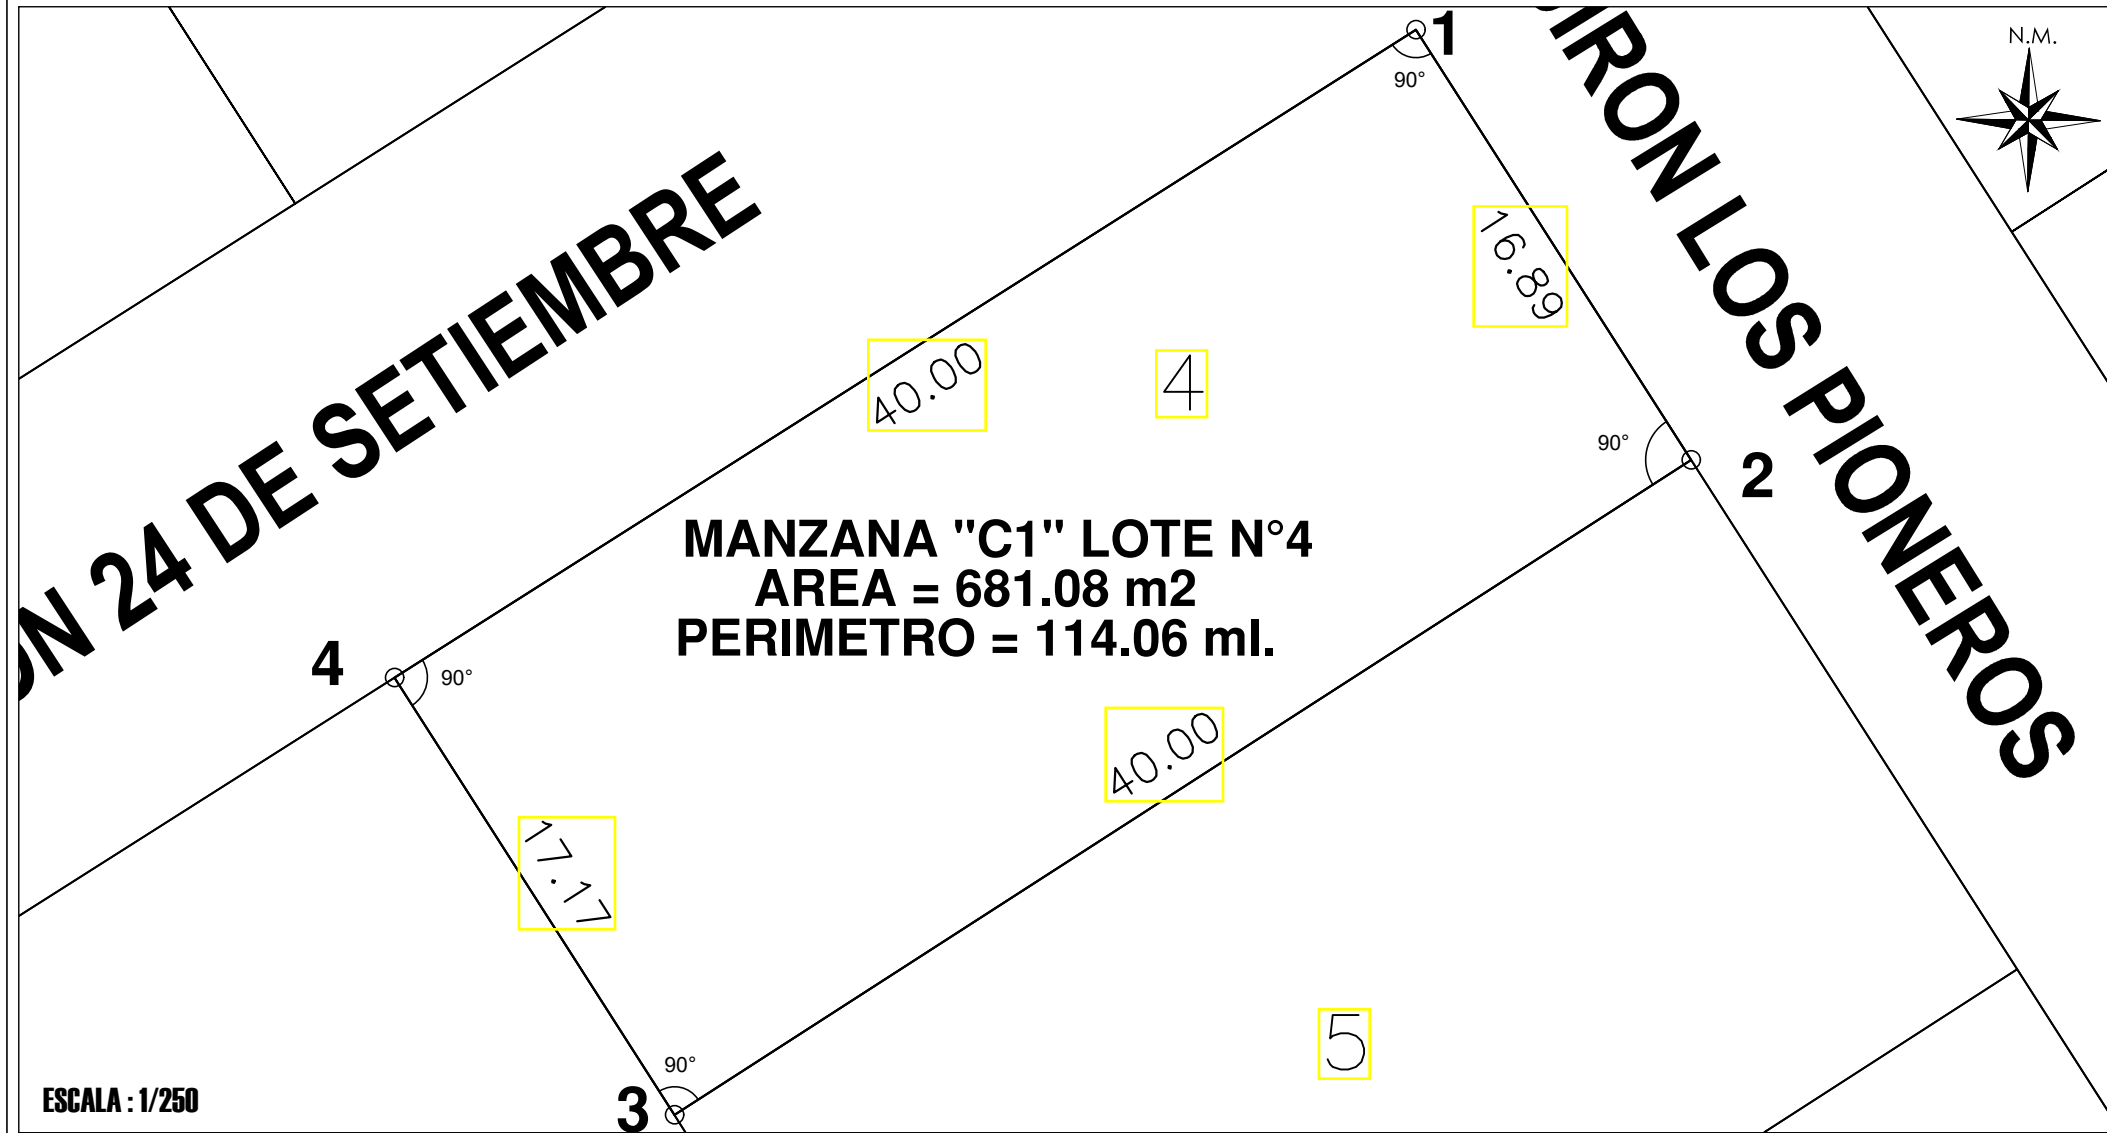 1
N.M.
90°
JIRON LOS PIONEROS
24 DE SETIEMBRE
16.89
40.00
4
90°
2
MANZANA "C1" LOTE N°4
AREA = 681.08 m2
PERIMETRO = 114.06 ml.
4
90°
40.00
17.17
5
90°
3
ESCALA : 1/250